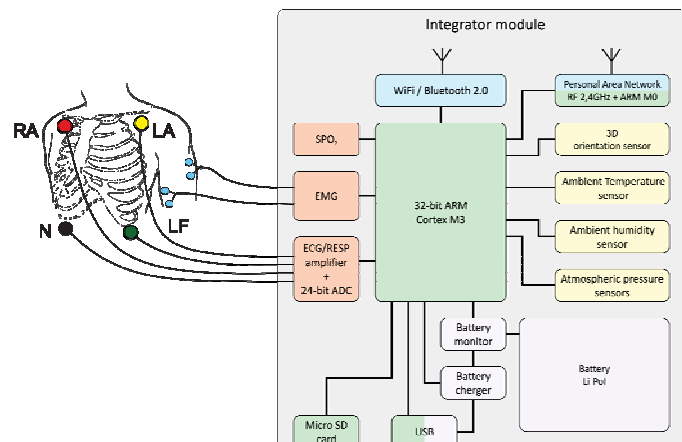 Integrator module
WiFi / Bluetooth 2.0
Personal Area Network
RF 2,4GHz + ARM M0
RA
LA
SPO₂
3D
orientation sensor
EMG
32-bit ARM
Cortex M3
Ambient Temperature
sensor
N
LF
Ambient humidity
sensor
ECG/RESP
amplifier
+
24-bit ADC
Atmospheric pressure
sensors
Battery
monitor
Battery
Li Pol
Battery
cherger
Micro SD
card
USB